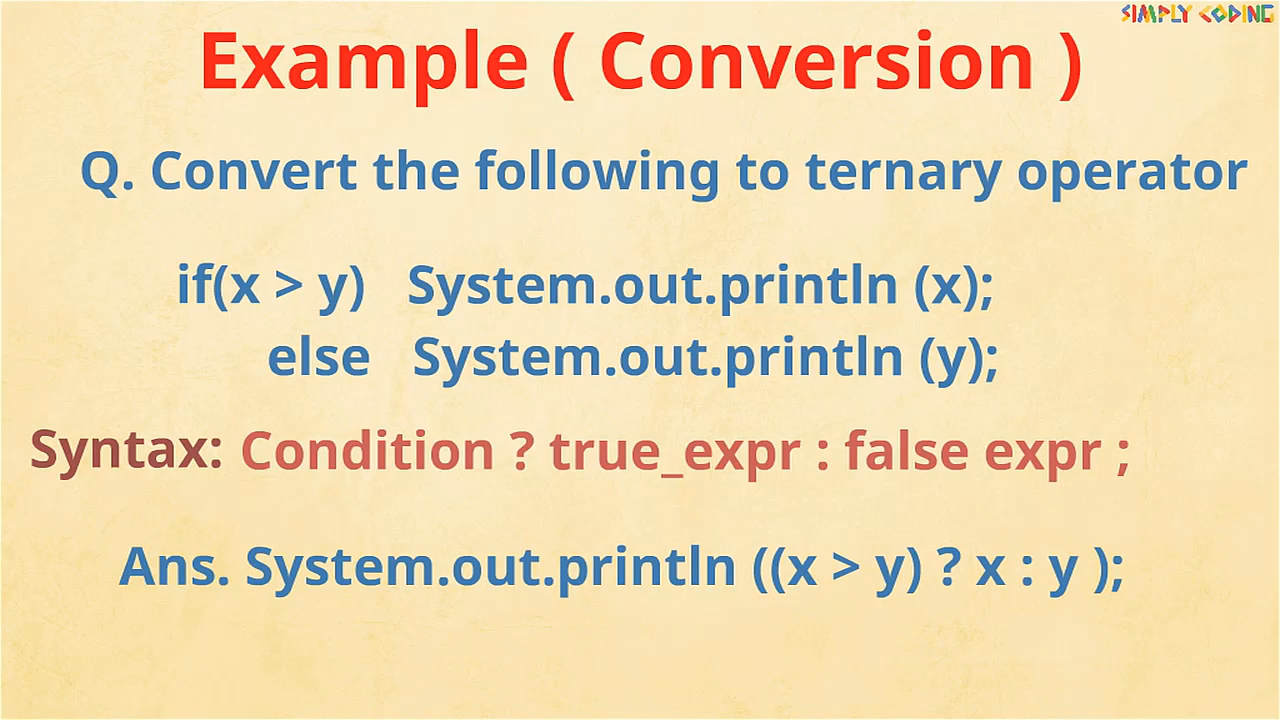 SIMPLY CODING
Example ( Conversion )
Q. Convert the following to ternary operator
if(x > y) System.out.println (x);
else System.out.println (y);
Syntax: Condition ? true_expr : false expr ;
Ans. System.out.println ((x > y) ? x : y );